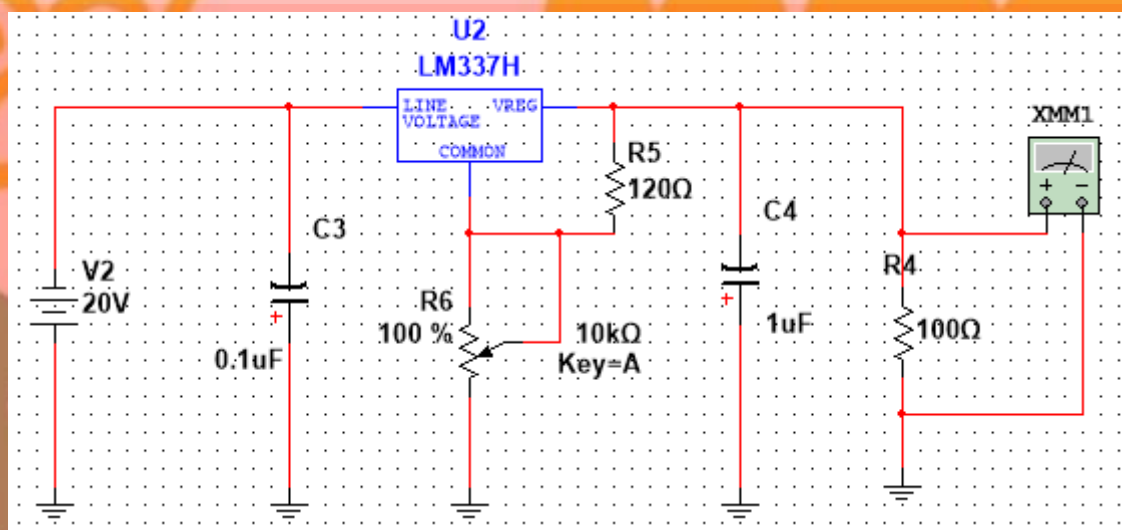 U2
LM337H
LINE VREG
VOLTAGE
COMMON
XMM1
+ −
R5
120Ω
C3
C4
V2
20V
R4
R6
100 %
10kΩ
Key=A
+
0.1uF
+
1uF
100Ω